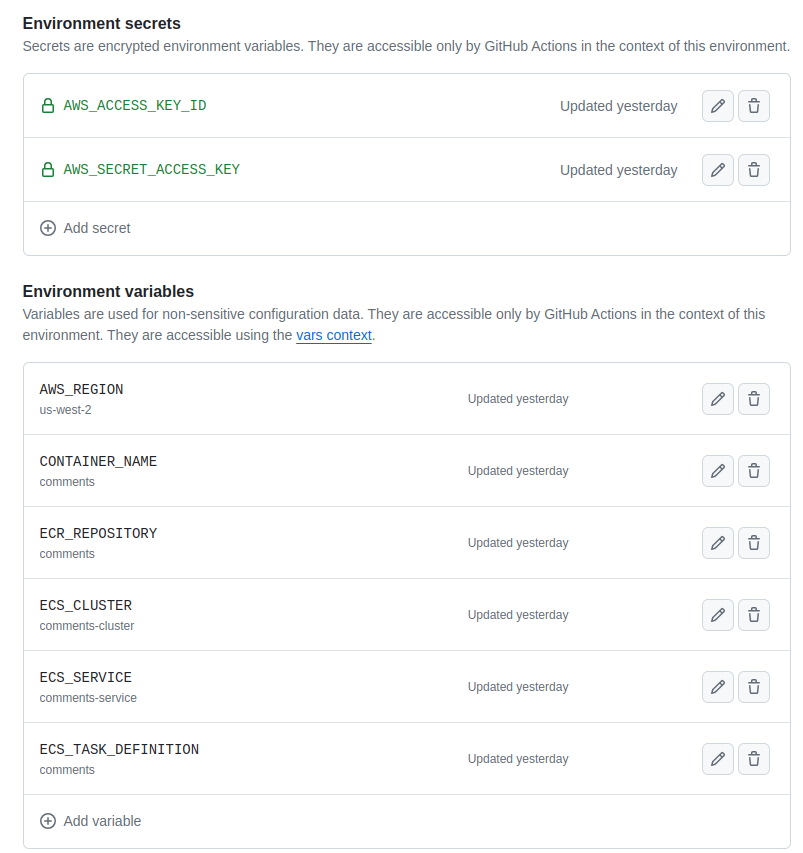 Environment secrets
Secrets are encrypted environment variables. They are accessible only by GitHub Actions in the context of this environment.
AWS_ACCESS_KEY_ID Updated yesterday
AWS_SECRET_ACCESS_KEY Updated yesterday
Add secret
Environment variables
Variables are used for non-sensitive configuration data. They are accessible only by GitHub Actions in the context of this
environment. They are accessible using the vars context.
AWS_REGION
us-west-2
Updated yesterday
CONTAINER_NAME
comments
Updated yesterday
ECR_REPOSITORY
comments
Updated yesterday
ECS_CLUSTER
comments-cluster
Updated yesterday
ECS_SERVICE
comments-service
Updated yesterday
ECS_TASK_DEFINITION
comments
Updated yesterday
Add variable